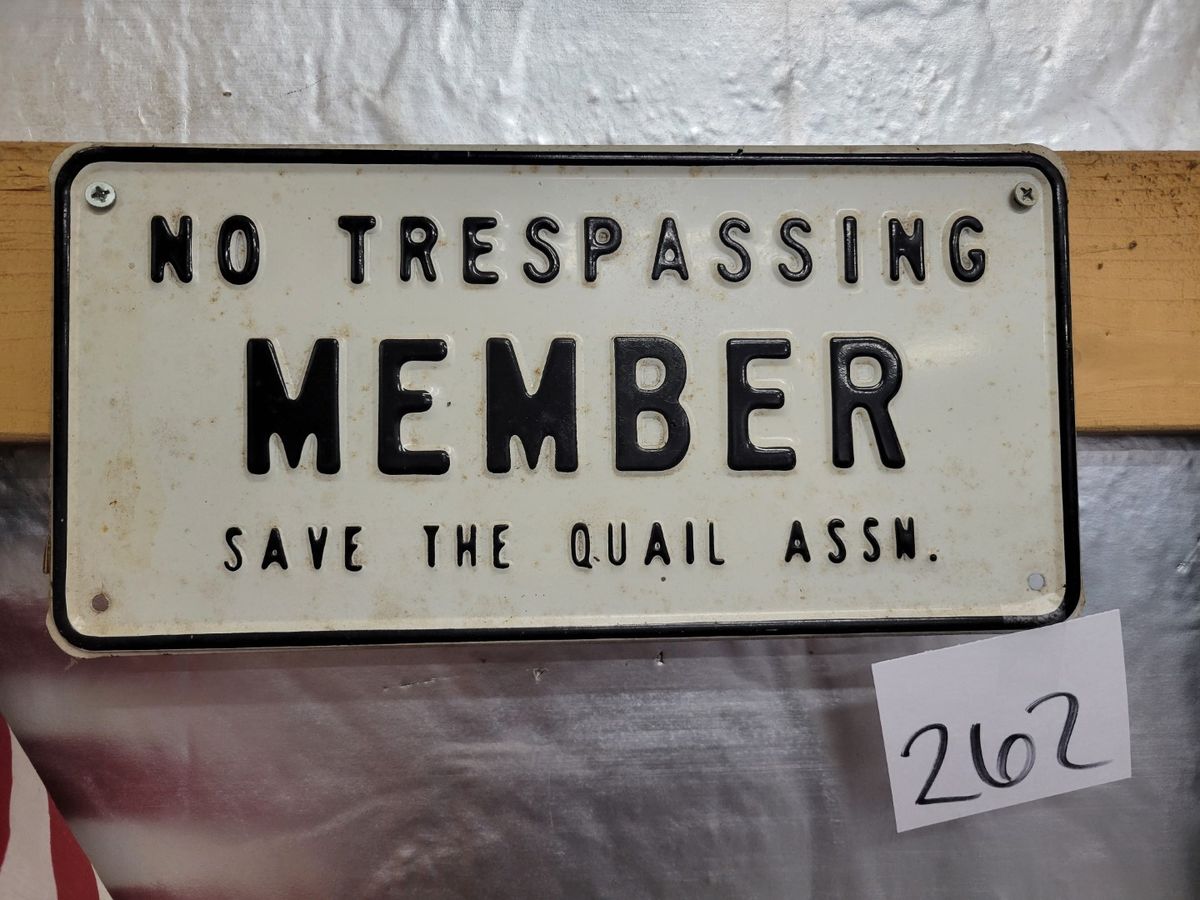 NO TRESPASSING
MEMBER
SAVE THE QUAIL ASSN.
262